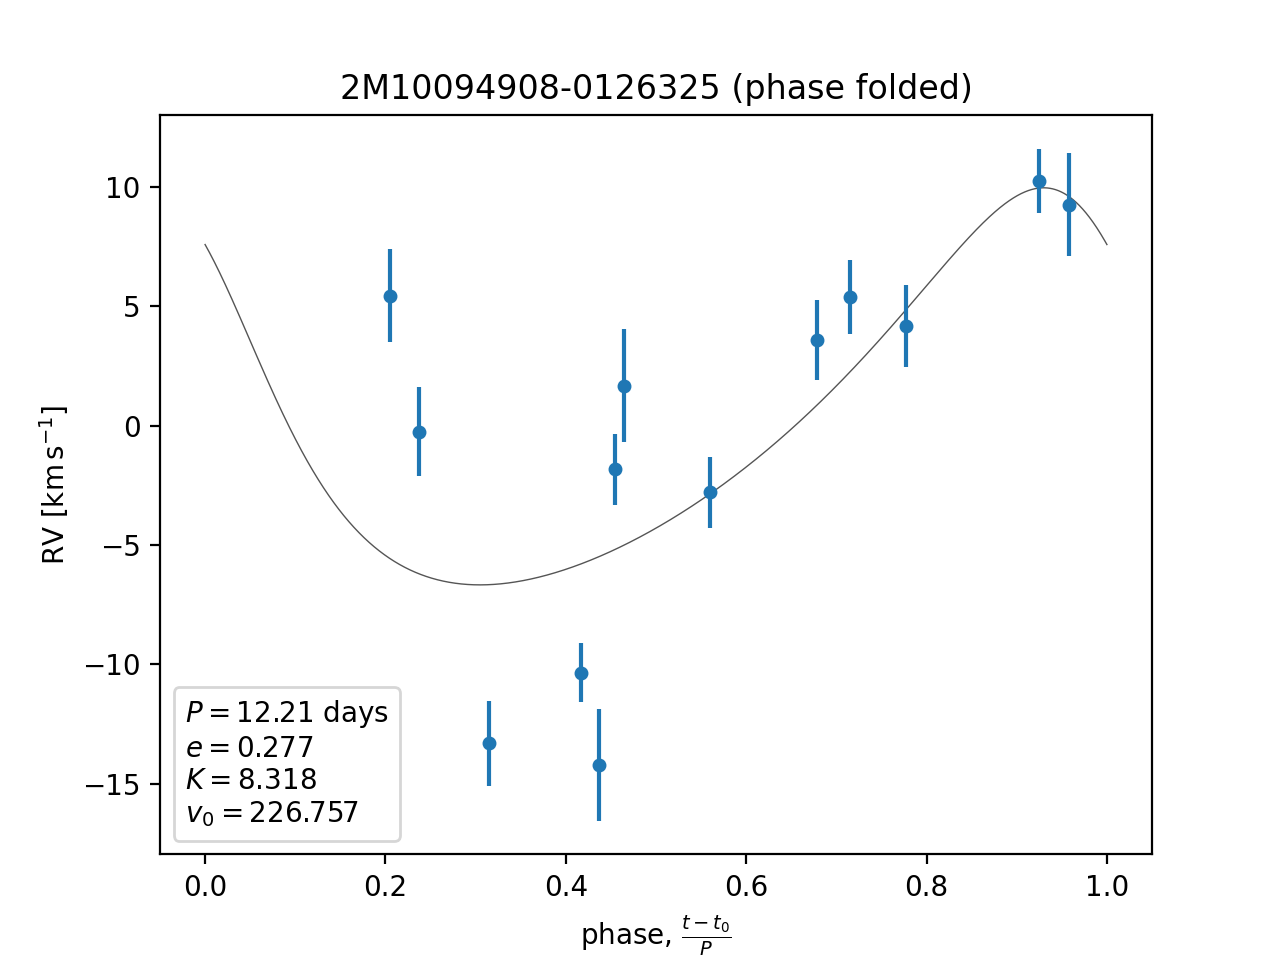 2M10094908-0126325 (phase folded)
RV [km s⁻¹]
10
5
0
−5
−10
−15
P = 12.21 days
e = 0.277
K = 8.318
v₀ = 226.757
0.0 0.2 0.4 0.6 0.8 1.0
phase, (t − t₀)/P